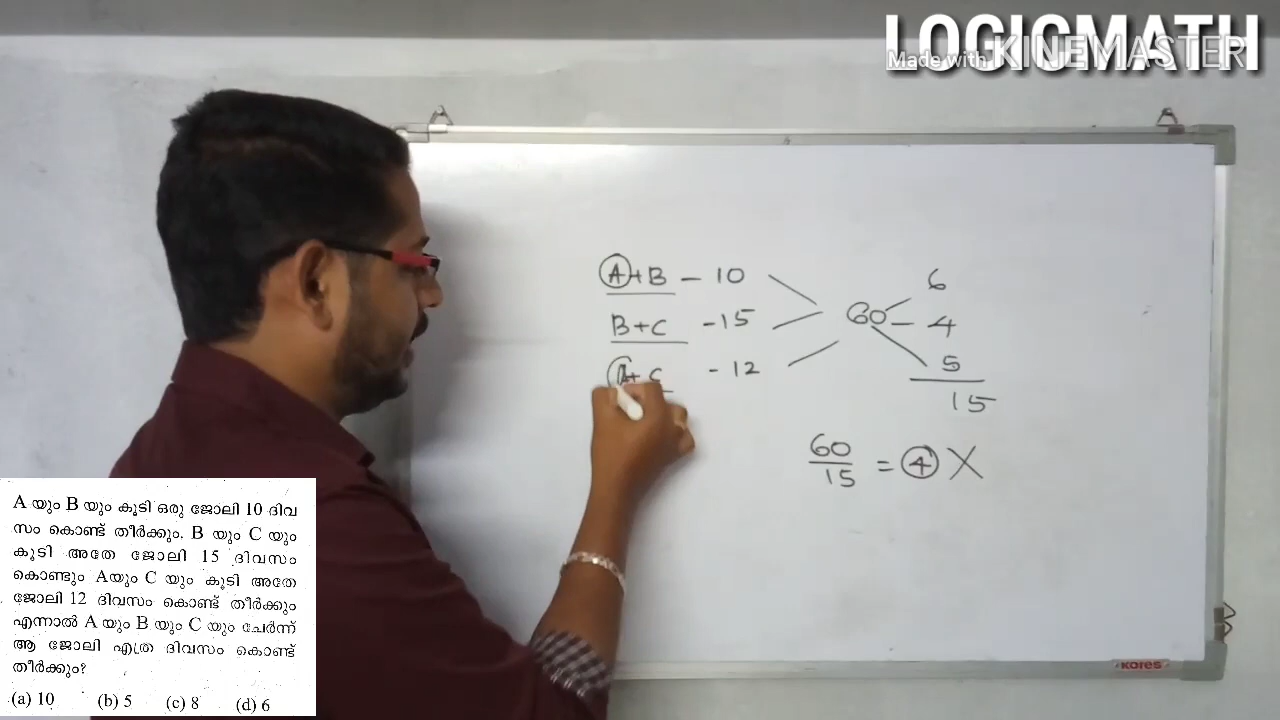 LOGICMATH
Made with KINEMASTER
A+B - 10
B+C - 15
A+C - 12
60
6
4
5
15
60
15
= 4 X
KORES
A യും B യും കൂടി ഒരു ജോലി 10 ദിവ
സം കൊണ്ട് തീർക്കും. B യും C യും
കൂടി അതേ ജോലി 15 ദിവസം
കൊണ്ടും Aയും C യും കൂടി അതേ
ജോലി 12 ദിവസം കൊണ്ട് തീർക്കും
എന്നാൽ A യും B യും C യും ചേർന്ന്
ആ ജോലി എത്ര ദിവസം കൊണ്ട്
തീർക്കും?
(a) 10 (b) 5 (c) 8 (d) 6